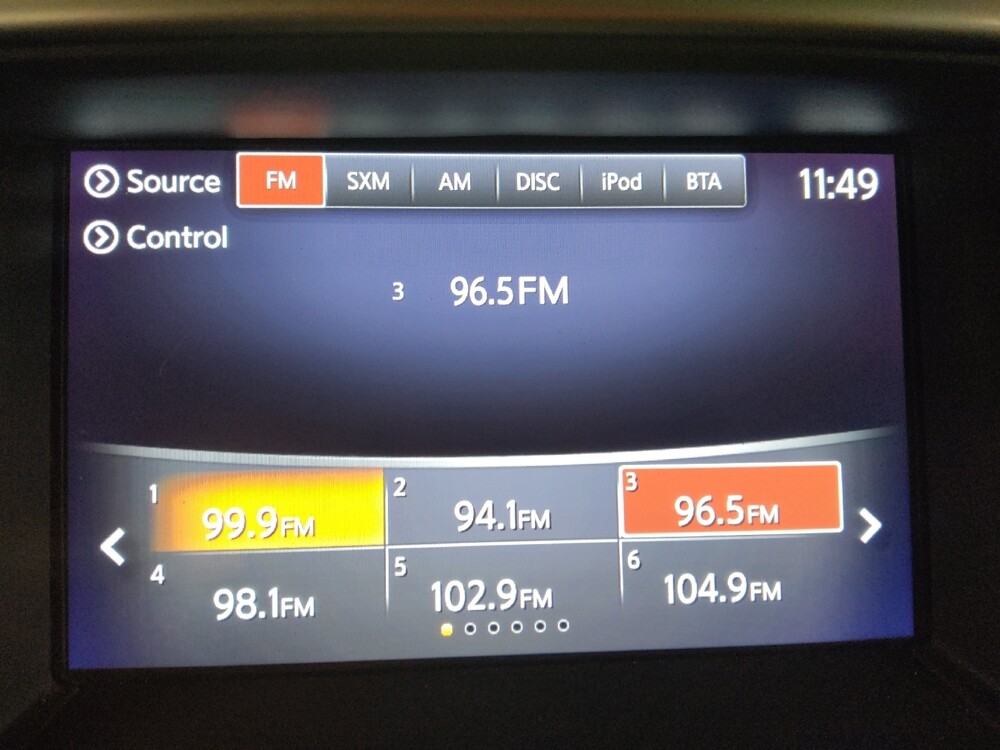 Source FM SXM AM DISC iPod BTA 11:49
Control
3 96.5FM
1 99.9FM 2 94.1FM 3 96.5FM
4 98.1FM 5 102.9FM 6 104.9FM